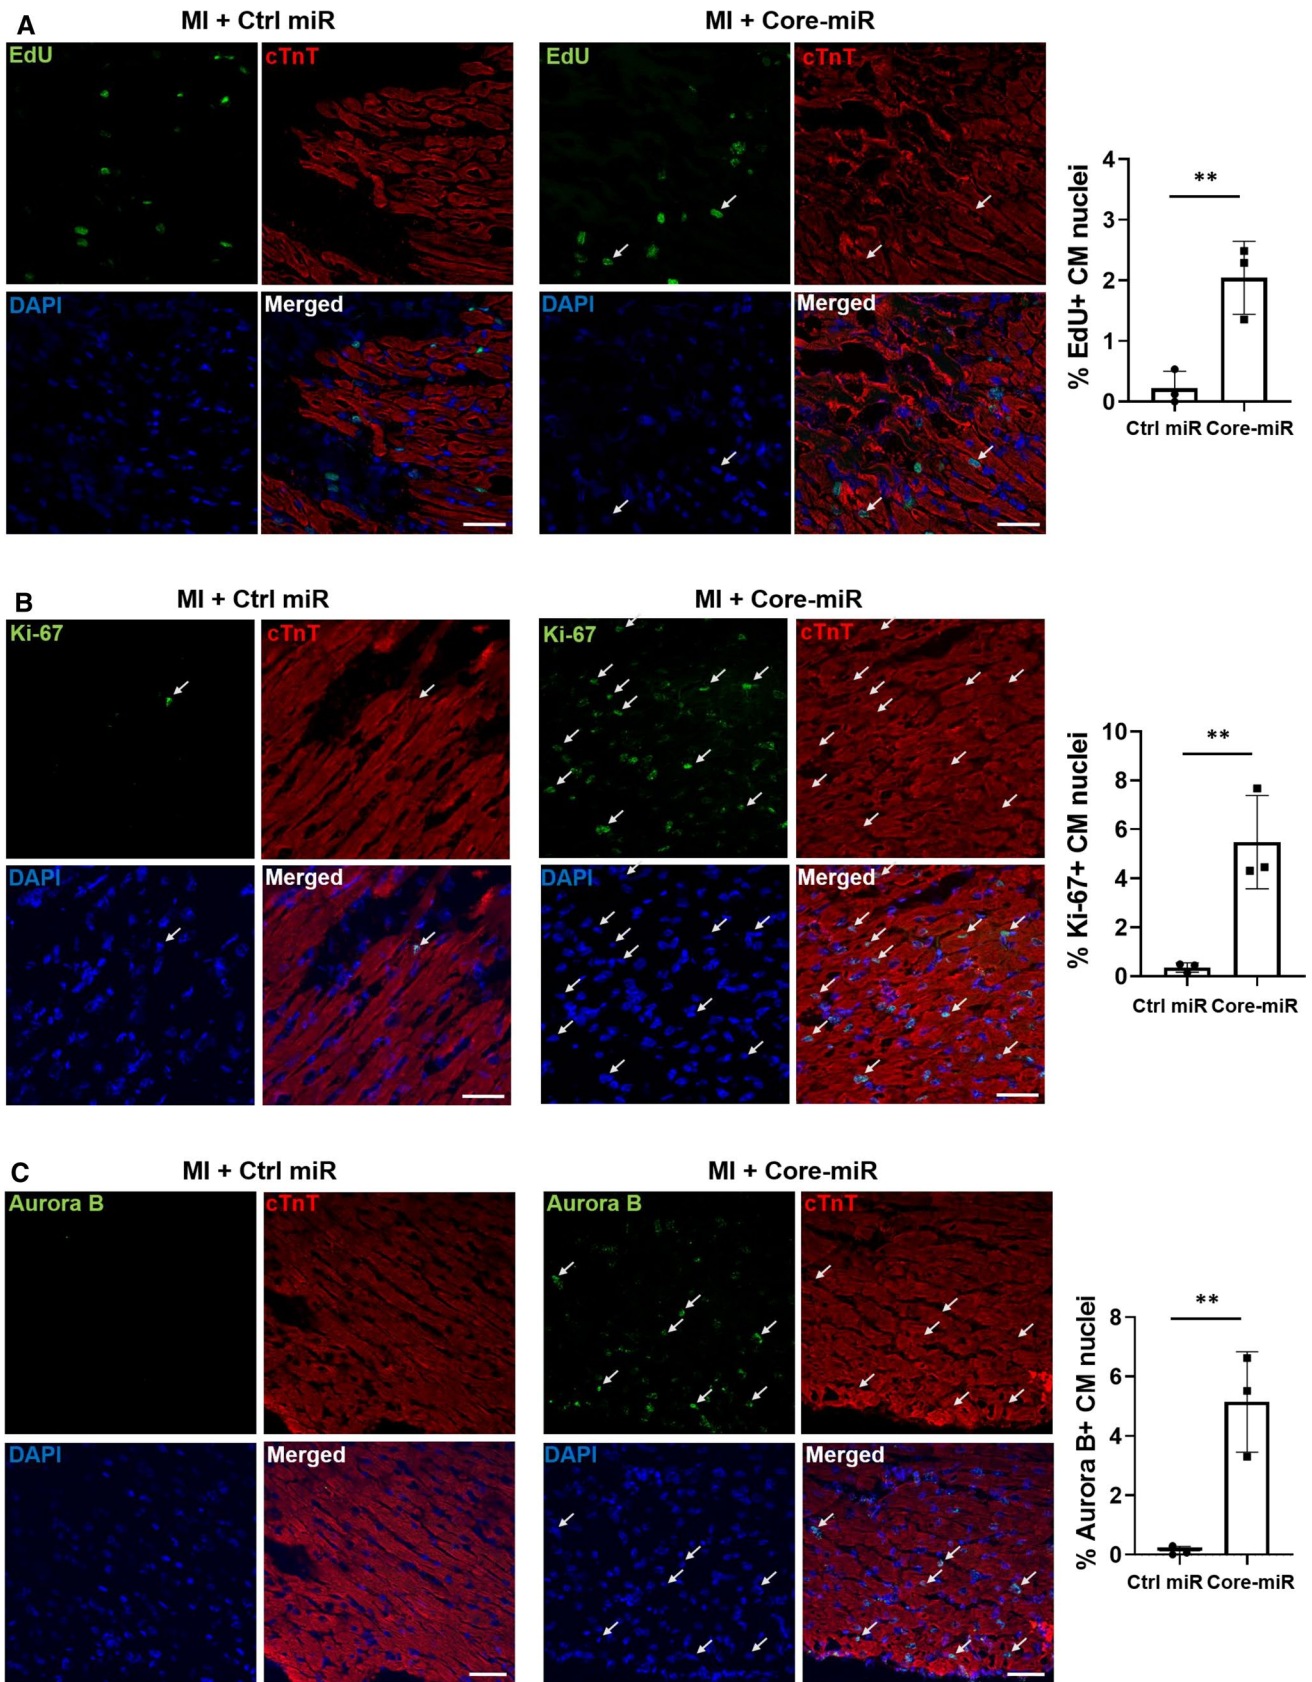 A
MI + Ctrl miR
MI + Core-miR
EdU
cTnT
EdU
cTnT
DAPI
Merged
DAPI
Merged
% EdU+ CM nuclei
4
3
2
1
0
**
Ctrl miR Core-miR
B
MI + Ctrl miR
MI + Core-miR
Ki-67
cTnT
Ki-67
cTnT
DAPI
Merged
DAPI
Merged
% Ki-67+ CM nuclei
10
8
6
4
2
0
**
Ctrl miR Core-miR
C
MI + Ctrl miR
MI + Core-miR
Aurora B
cTnT
Aurora B
cTnT
DAPI
Merged
DAPI
Merged
% Aurora B+ CM nuclei
8
6
4
2
0
**
Ctrl miR Core-miR